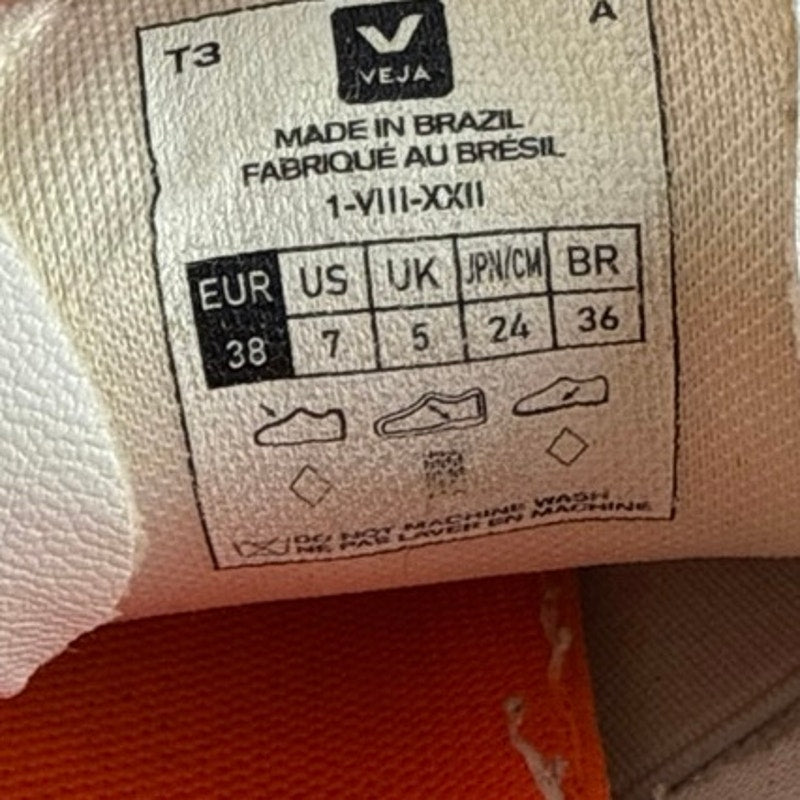 T3
A
VEJA
MADE IN BRAZIL
FABRIQUÉ AU BRÉSIL
1-VIII-XXII
EUR US UK JPN/CM BR
38 7 5 24 36
DO NOT MACHINE WASH
NE PAS LAVER EN MACHINE